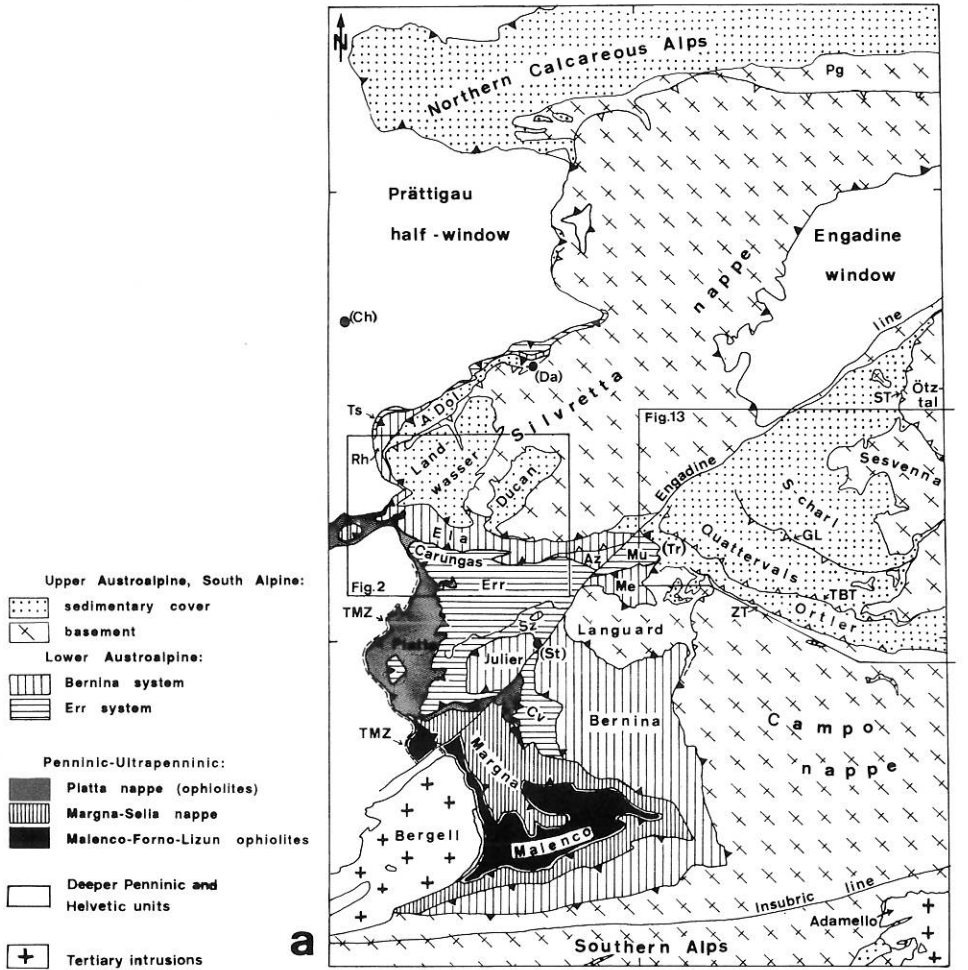 N
Northern Calcareous Alps
Pg
Prättigau
half-window
Engadine
window
nappe
(Ch)
line
(Da)
Ötz-
tal
ST
Ts
A.Dol.
Silvretta
Fig.13
Rh
Land
wasser
Ducan
Engadine
Sesvenna
S-charl
GL
Ela
Carungas
Az
Mü
(Tr)
Quattervals
Fig.2
Err
Me
TBT
Ortler
ZT
TMZ
Platta
Sz
Languard
Julier
(St)
Bernina
Campo
nappe
TMZ
Cv
Margna
Bergell
Malenco
Insubric line
Adamello
Southern Alps
a
Upper Austroalpine, South Alpine:
sedimentary cover
basement
Lower Austroalpine:
Bernina system
Err system
Penninic-Ultrapenninic:
Platta nappe (ophiolites)
Margna-Sella nappe
Malenco-Forno-Lizun ophiolites
Deeper Penninic and
Helvetic units
Tertiary intrusions